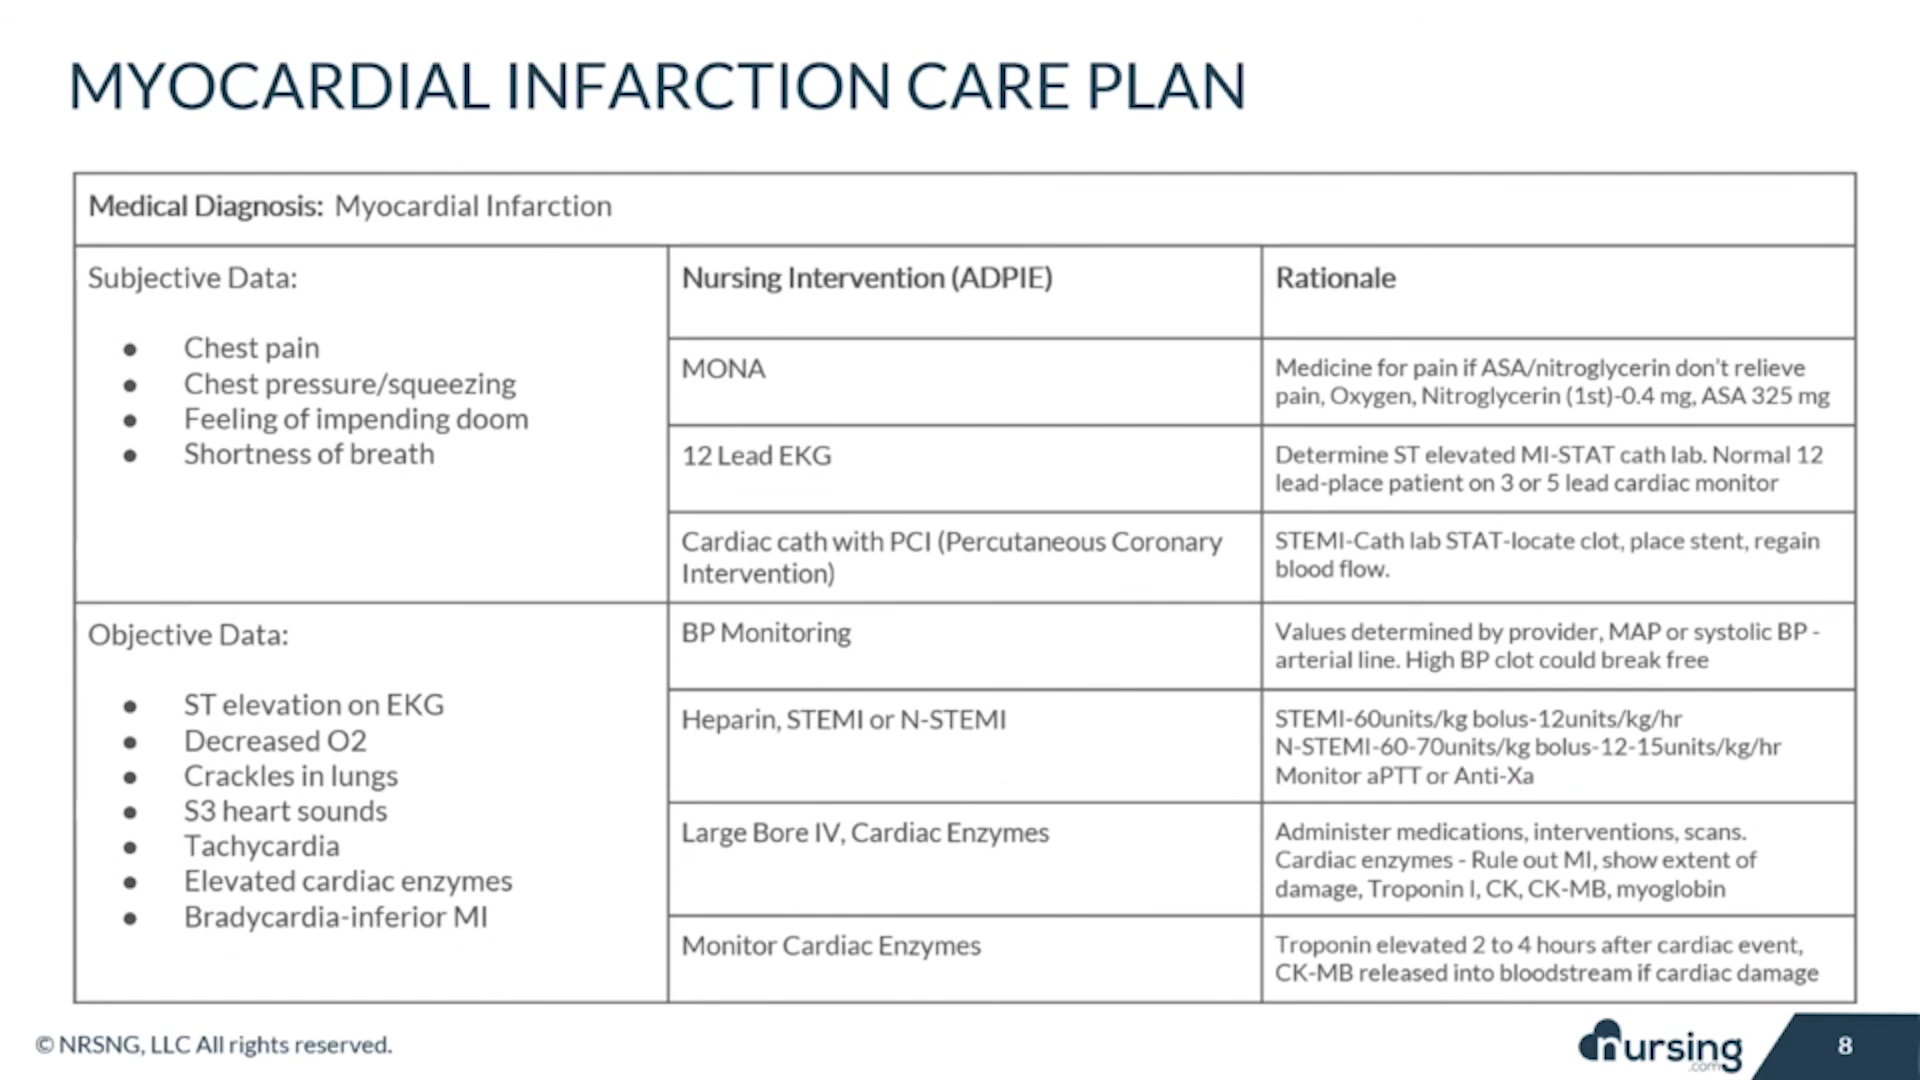 MYOCARDIAL INFARCTION CARE PLAN
Medical Diagnosis: Myocardial Infarction
Subjective Data:
● Chest pain
● Chest pressure/squeezing
● Feeling of impending doom
● Shortness of breath
Nursing Intervention (ADPIE)
Rationale
MONA
Medicine for pain if ASA/nitroglycerin don't relieve
pain, Oxygen, Nitroglycerin (1st)-0.4 mg, ASA 325 mg
12 Lead EKG
Determine ST elevated MI-STAT cath lab. Normal 12
lead-place patient on 3 or 5 lead cardiac monitor
Cardiac cath with PCI (Percutaneous Coronary
Intervention)
STEMI-Cath lab STAT-locate clot, place stent, regain
blood flow.
Objective Data:
● ST elevation on EKG
● Decreased O2
● Crackles in lungs
● S3 heart sounds
● Tachycardia
● Elevated cardiac enzymes
● Bradycardia-inferior MI
BP Monitoring
Values determined by provider, MAP or systolic BP -
arterial line. High BP clot could break free
Heparin, STEMI or N-STEMI
STEMI-60units/kg bolus-12units/kg/hr
N-STEMI-60-70units/kg bolus-12-15units/kg/hr
Monitor aPTT or Anti-Xa
Large Bore IV, Cardiac Enzymes
Administer medications, interventions, scans.
Cardiac enzymes - Rule out MI, show extent of
damage, Troponin I, CK, CK-MB, myoglobin
Monitor Cardiac Enzymes
Troponin elevated 2 to 4 hours after cardiac event,
CK-MB released into bloodstream if cardiac damage
© NRSNG, LLC All rights reserved.
nursing
.com
8